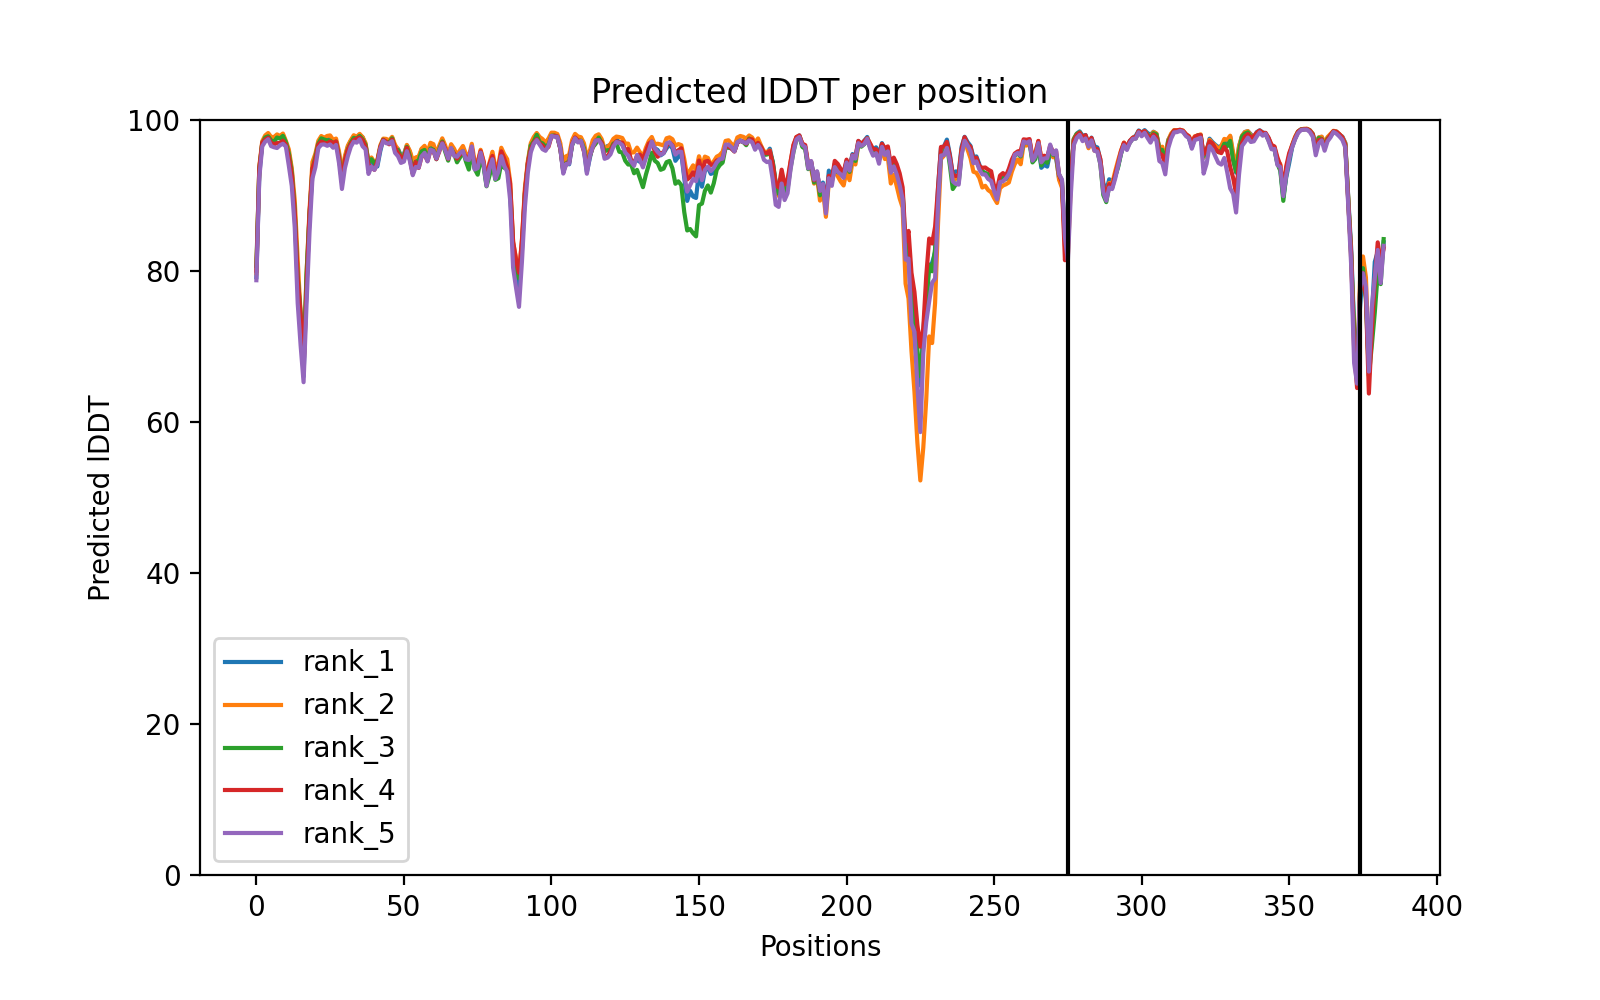 Predicted lDDT per position
100
80
60
40
20
0
Predicted lDDT
rank_1
rank_2
rank_3
rank_4
rank_5
0 50 100 150 200 250 300 350 400
Positions